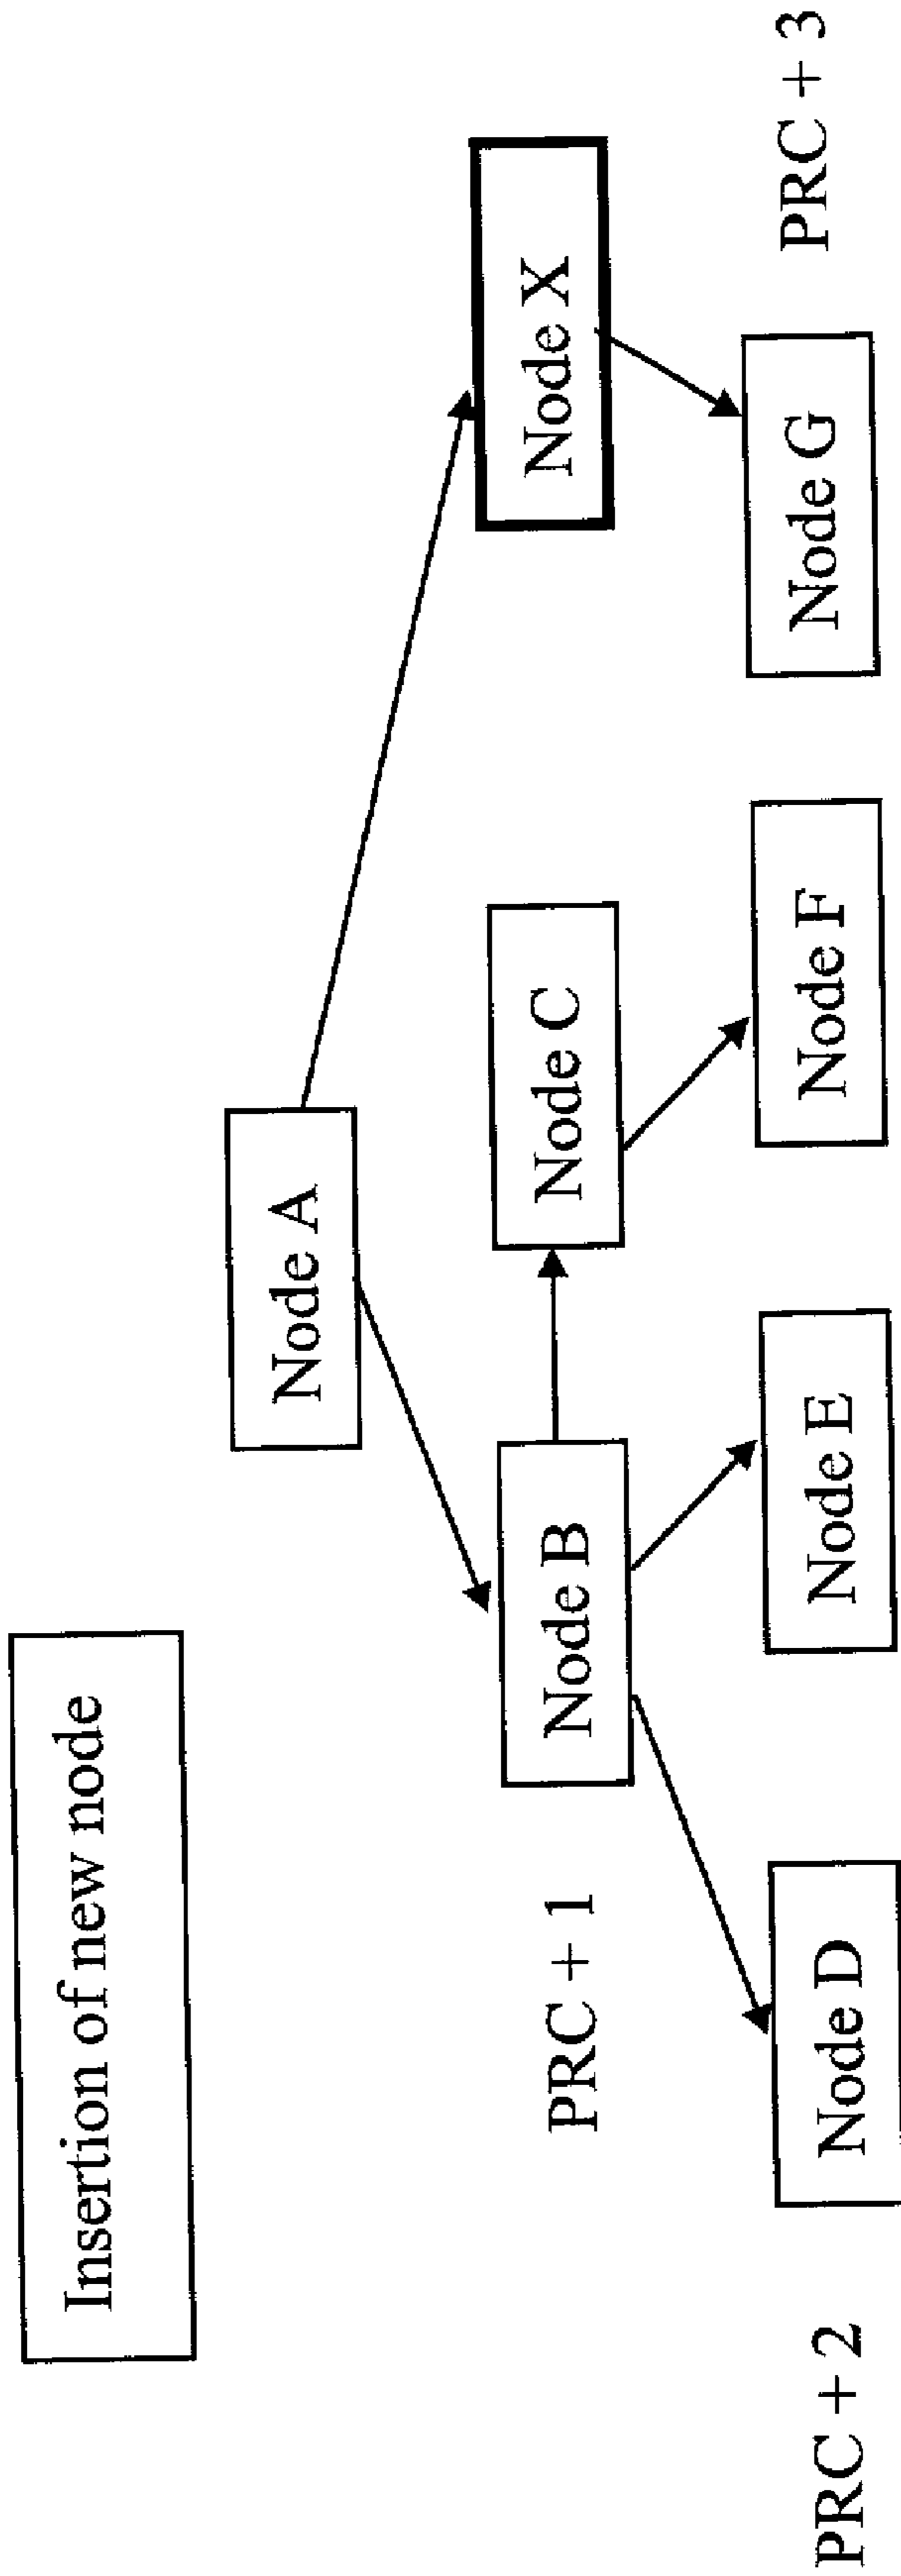 Insertion of new node
Node A
PRC + 1
Node B
Node C
Node X
PRC + 2
Node D
Node E
Node F
Node G
PRC + 3